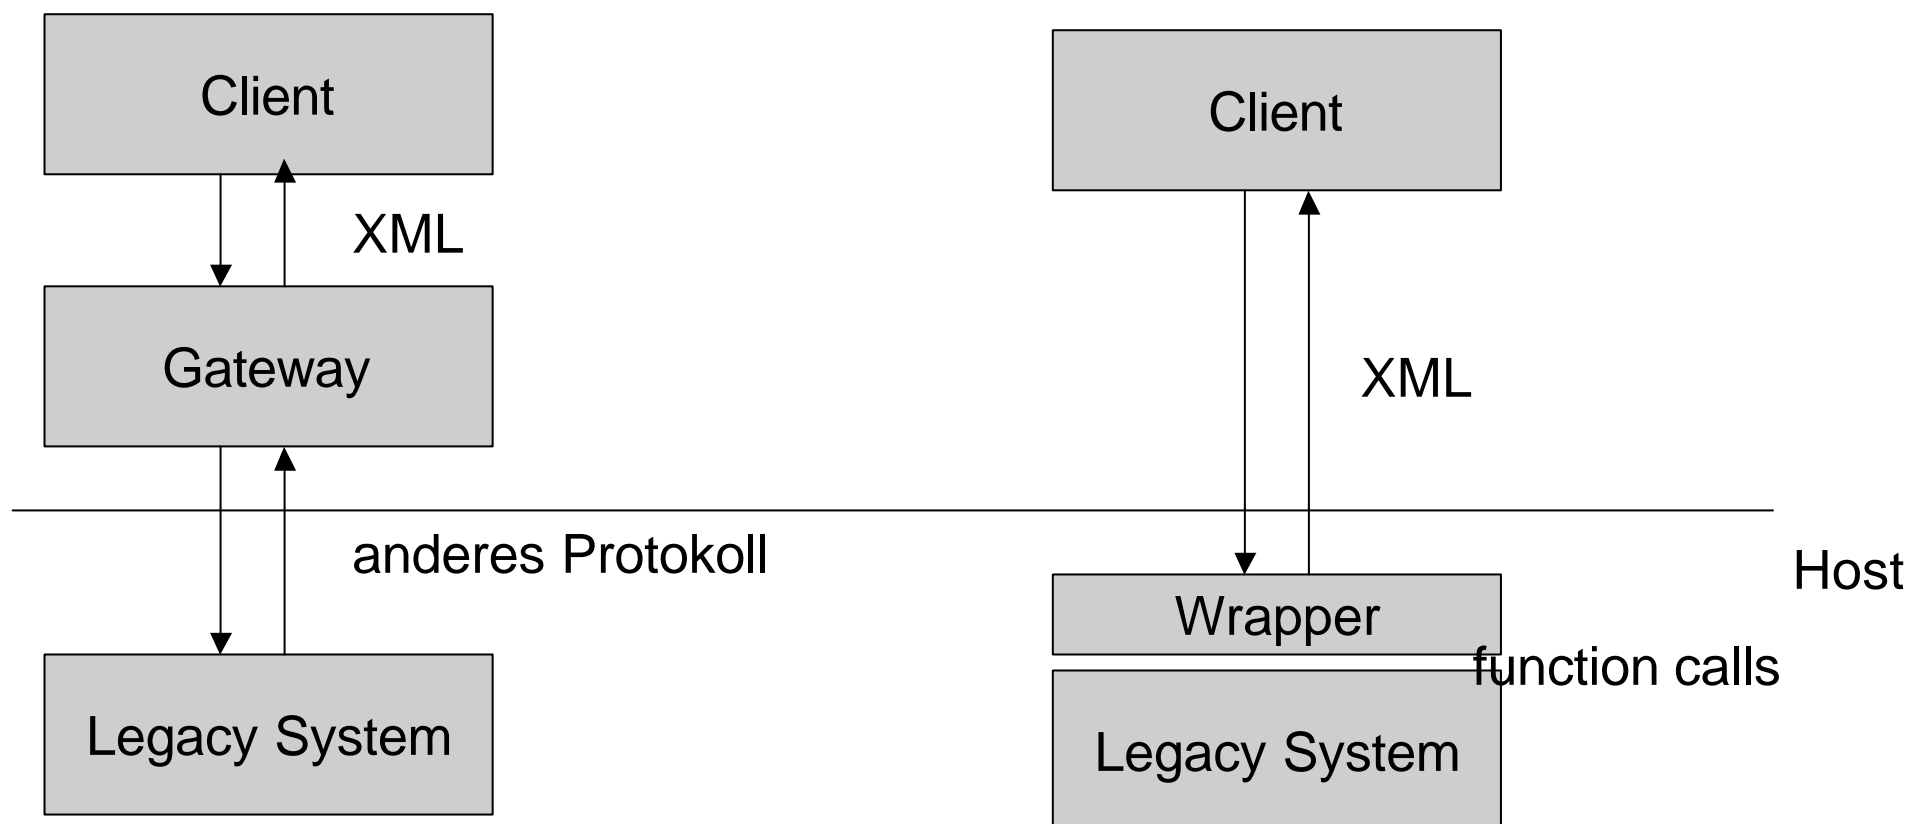 Client
XML
Gateway
anderes Protokoll
Legacy System
Client
XML
Wrapper
function calls
Legacy System
Host